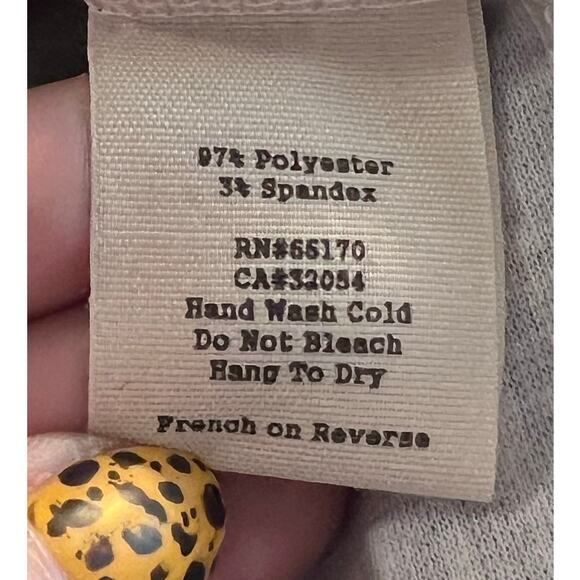 97% Polyester
3% Spandex
RN#65170
CA#32054
Hand Wash Cold
Do Not Bleach
Hang To Dry
French on Reverse